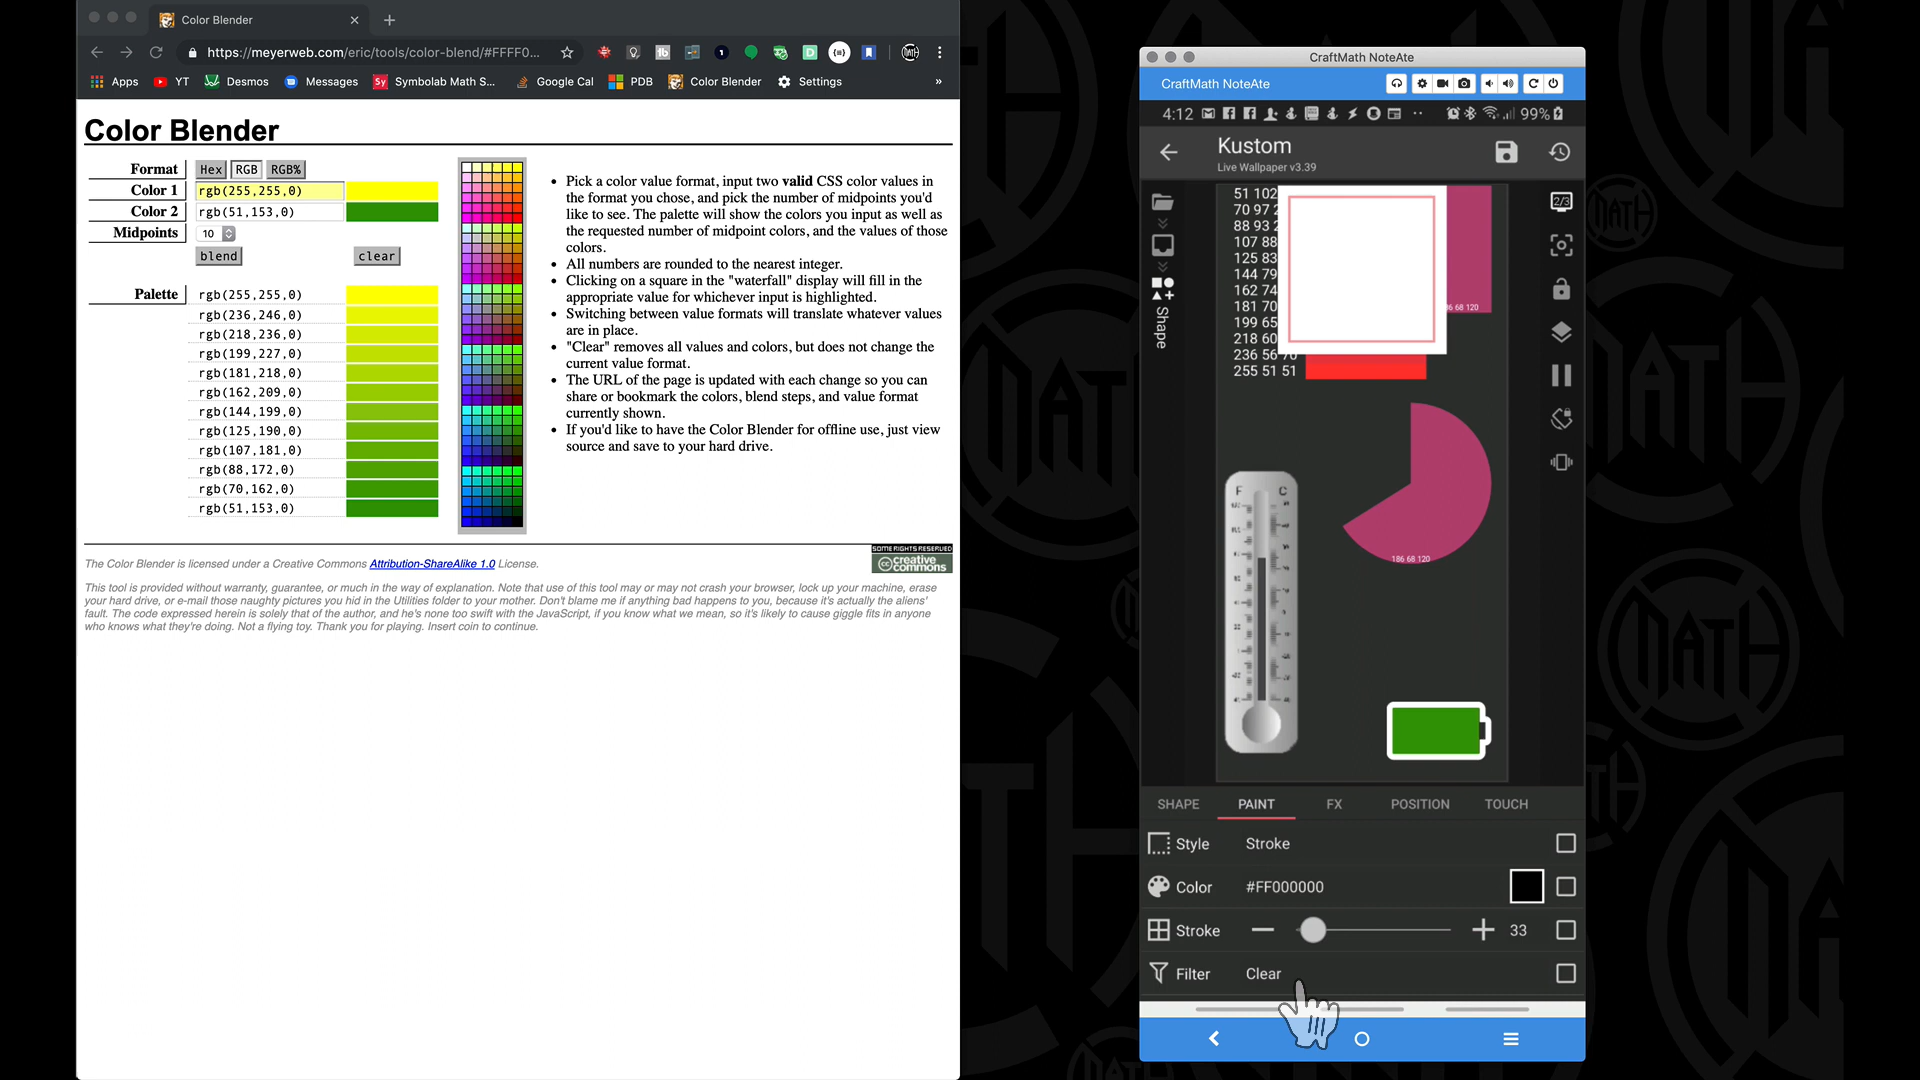 Color Blender
https://meyerweb.com/eric/tools/color-blend/#FFFF0...
Apps YT Desmos Messages Symbolab Math S... Google Cal PDB Color Blender Settings »
Color Blender
Format Hex RGB RGB%
Color 1 rgb(255,255,0)
Color 2 rgb(51,153,0)
Midpoints 10
blend clear
Palette rgb(255,255,0)
rgb(236,246,0)
rgb(218,236,0)
rgb(199,227,0)
rgb(181,218,0)
rgb(162,209,0)
rgb(144,199,0)
rgb(125,190,0)
rgb(107,181,0)
rgb(88,172,0)
rgb(70,162,0)
rgb(51,153,0)
• Pick a color value format, input two valid CSS color values in
the format you chose, and pick the number of midpoints you'd
like to see. The palette will show the colors you input as well as
the requested number of midpoint colors, and the values of those
colors.
• All numbers are rounded to the nearest integer.
• Clicking on a square in the "waterfall" display will fill in the
appropriate value for whichever input is highlighted.
• Switching between value formats will translate whatever values
are in place.
• "Clear" removes all values and colors, but does not change the
current value format.
• The URL of the page is updated with each change so you can
share or bookmark the colors, blend steps, and value format
currently shown.
• If you'd like to have the Color Blender for offline use, just view
source and save to your hard drive.
SOME RIGHTS RESERVED
creative commons
The Color Blender is licensed under a Creative Commons Attribution-ShareAlike 1.0 License.
This tool is provided without warranty, guarantee, or much in the way of explanation. Note that use of this tool may or may not crash your browser, lock up your machine, erase
your hard drive, or e-mail those naughty pictures you hid in the Utilities folder to your mother. Don't blame me if anything bad happens to you, because it's actually the aliens'
fault. The code expressed herein is solely that of the author, and he's none too swift with the JavaScript, if you know what we mean, so it's likely to cause giggle fits in anyone
who knows what they're doing. Not a flying toy. Thank you for playing. Insert coin to continue.
CraftMath NoteAte
CraftMath NoteAte
4:12 99%
Kustom
Live Wallpaper v3.39
2/3
Shape
51 102
70 97 2
88 93 2
107 88
125 83
144 79
162 74
181 70
199 65
218 60
236 56 70
255 51 51
86 68 120
186 68 120
F C
SHAPE PAINT FX POSITION TOUCH
Style Stroke
Color #FF000000
Stroke 33
Filter Clear